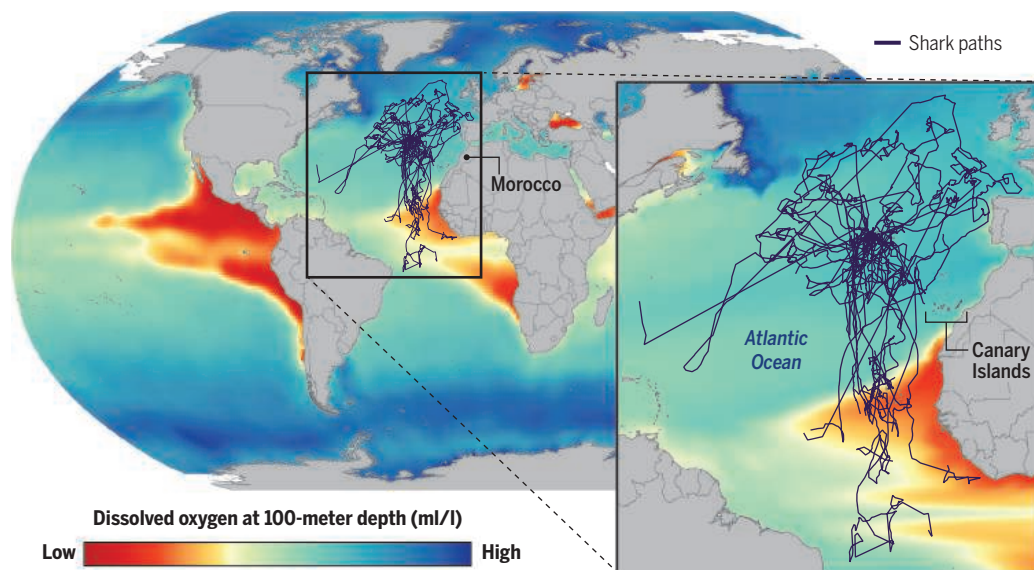 Shark paths
Morocco
Atlantic
Ocean
Canary
Islands
Dissolved oxygen at 100-meter depth (ml/l)
Low
High